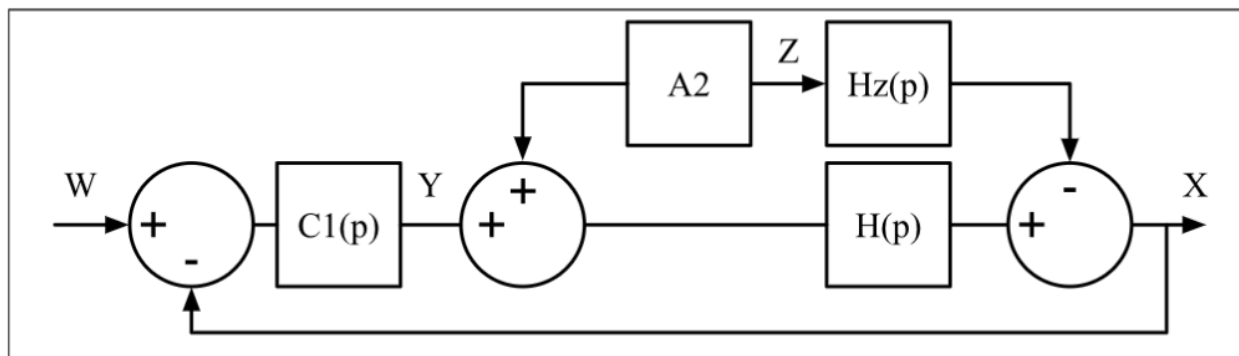 Z
A2
Hz(p)
W
+
-
C1(p)
Y
+
+
H(p)
+
-
X